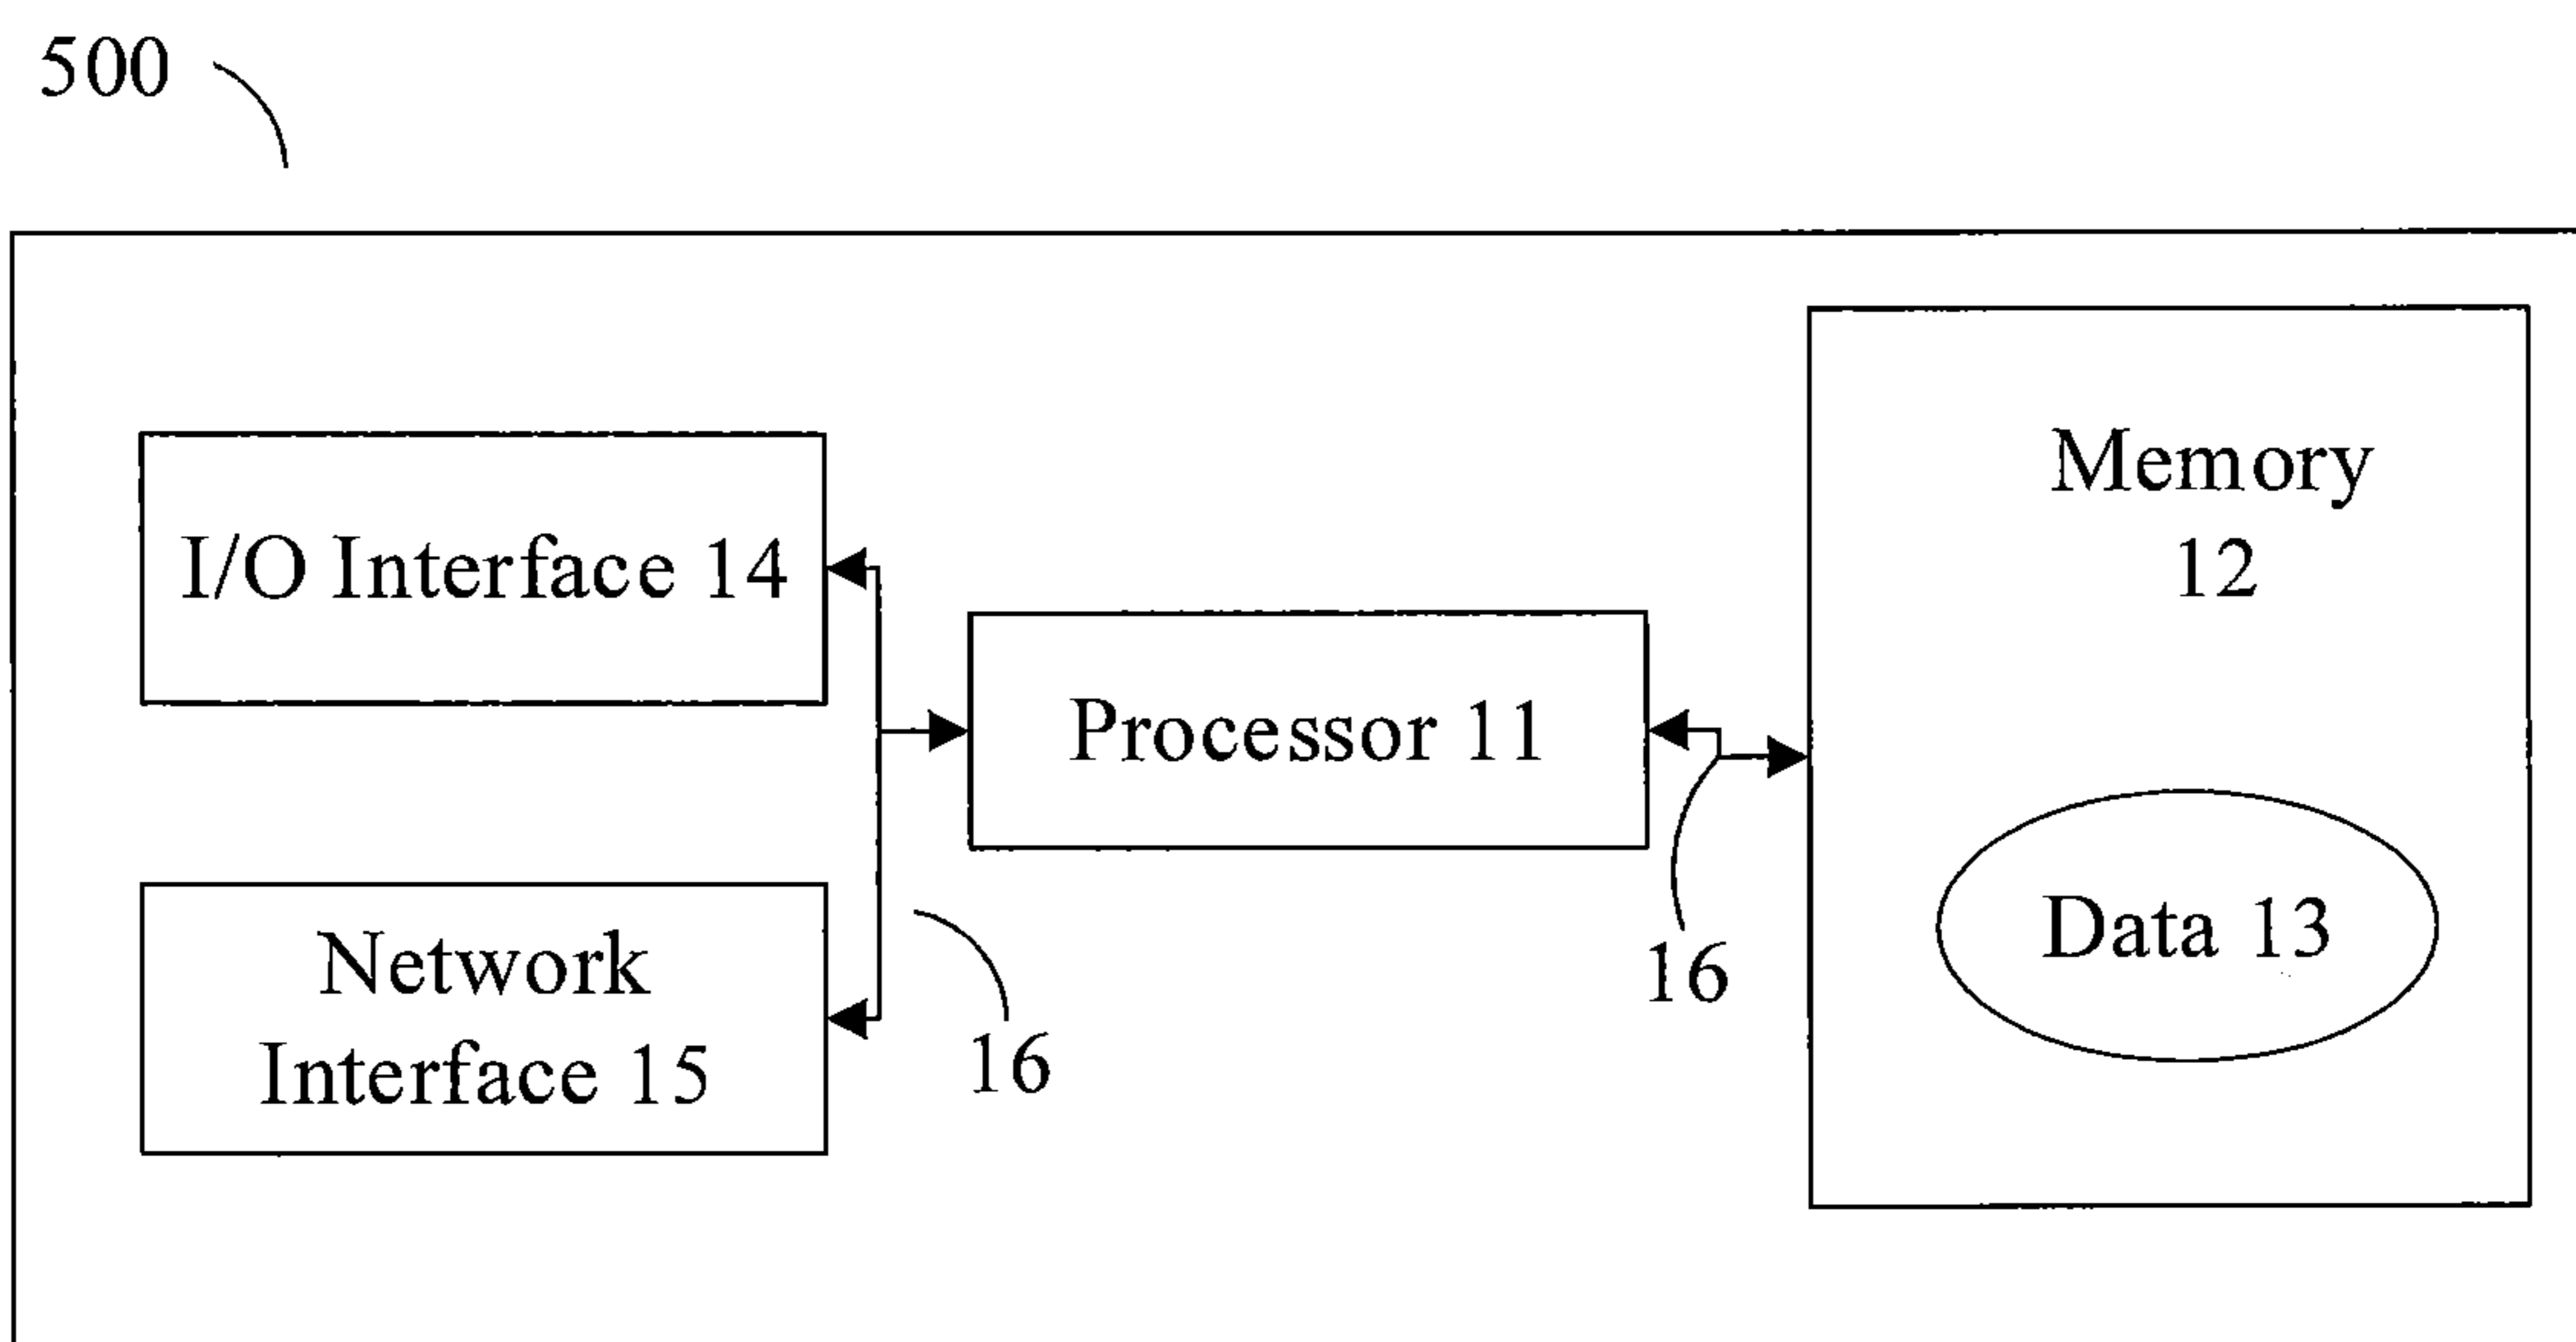 500
I/O Interface 14
Network
Interface 15
16
Processor 11
16
Memory
12
Data 13